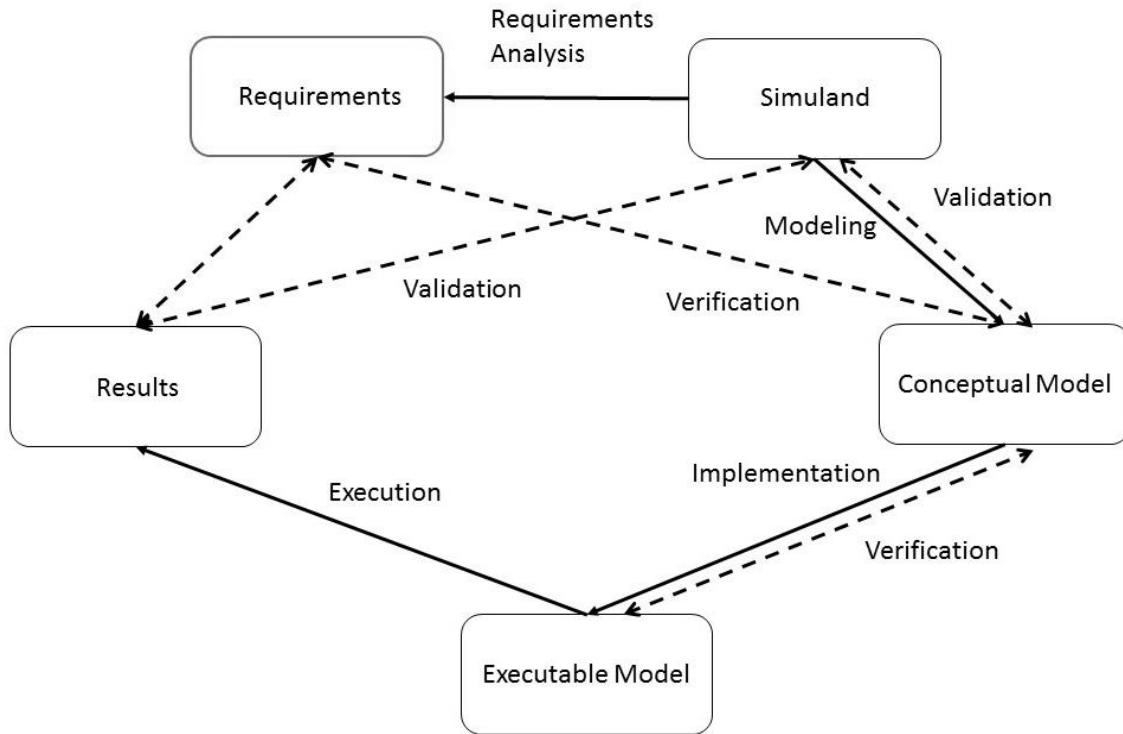 Requirements
Analysis
Requirements
Simuland
Validation
Modeling
Validation
Verification
Results
Conceptual Model
Implementation
Execution
Verification
Executable Model